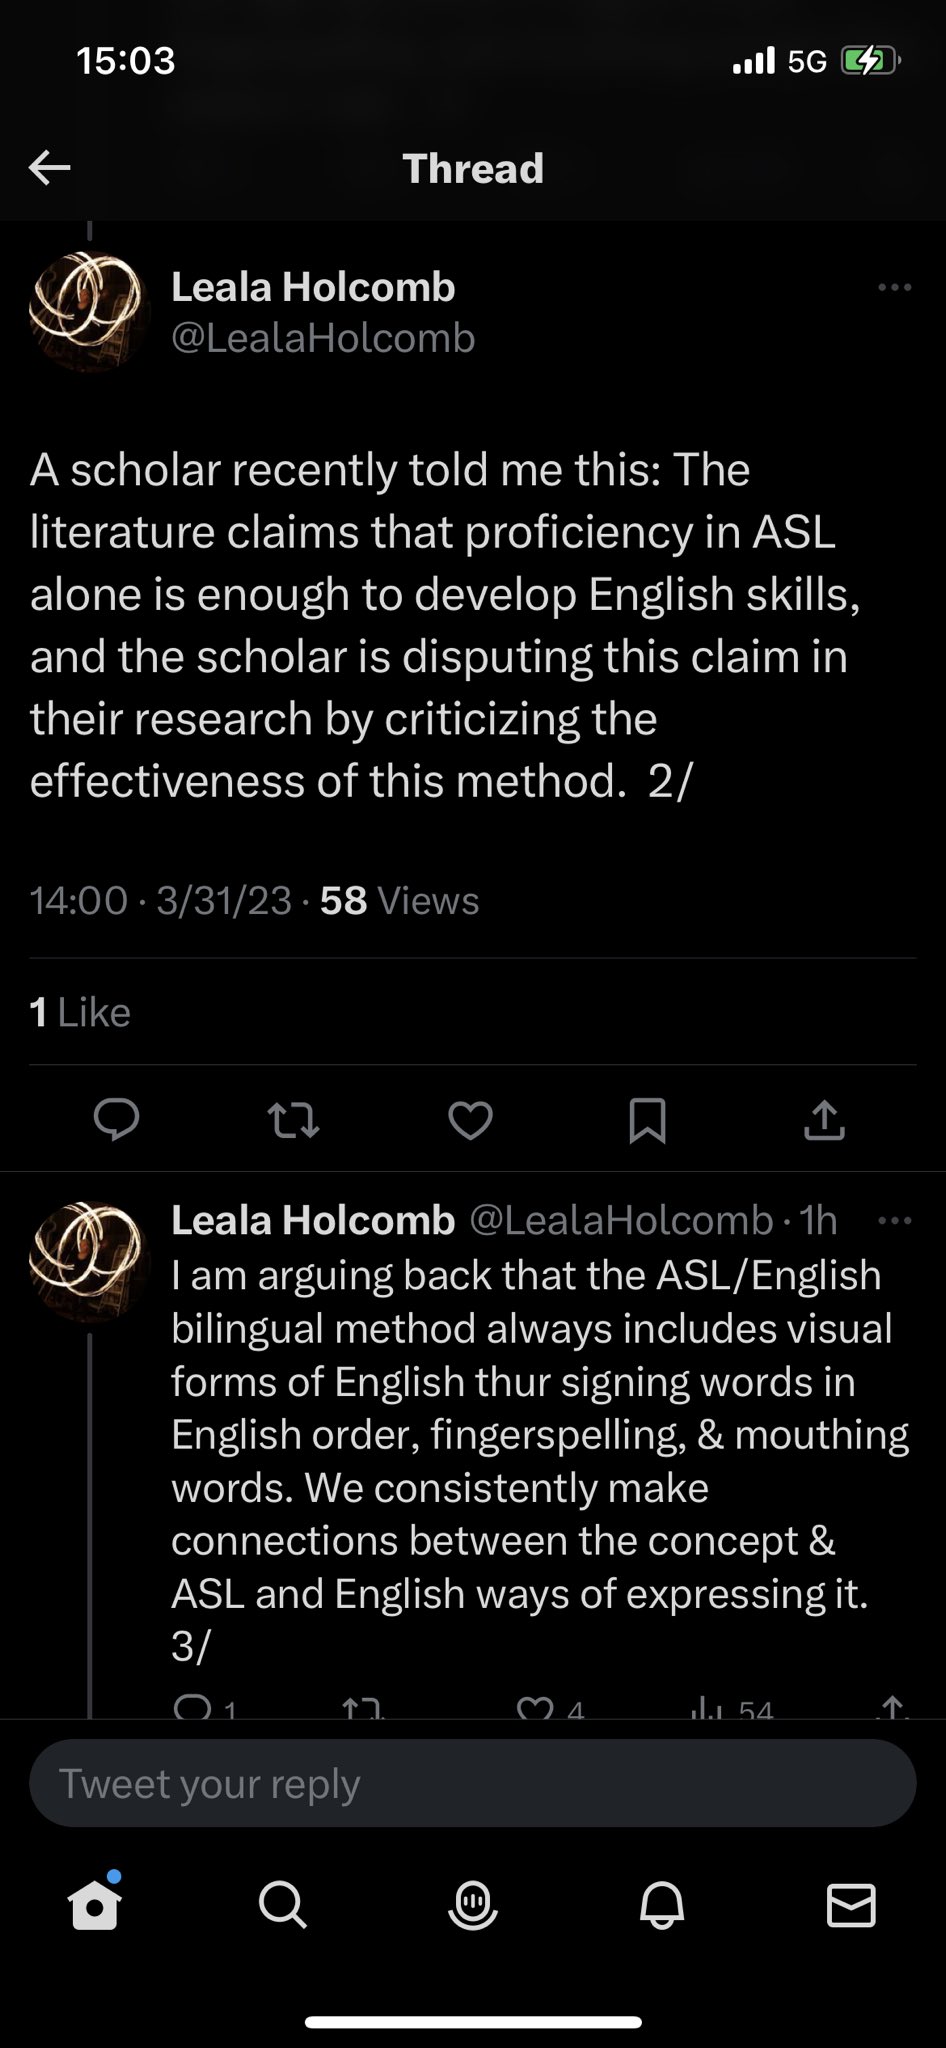 15:03
5G
Thread
Leala Holcomb
@LealaHolcomb
A scholar recently told me this: The
literature claims that proficiency in ASL
alone is enough to develop English skills,
and the scholar is disputing this claim in
their research by criticizing the
effectiveness of this method.  2/
14:00 · 3/31/23 · 58 Views
1 Like
Leala Holcomb @LealaHolcomb · 1h
I am arguing back that the ASL/English
bilingual method always includes visual
forms of English thur signing words in
English order, fingerspelling, & mouthing
words. We consistently make
connections between the concept &
ASL and English ways of expressing it.
3/
1 4 54
Tweet your reply